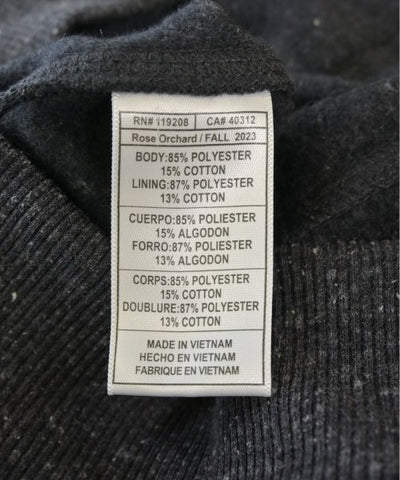 RN# 119208 CA# 40312
Rose Orchard / FALL 2023
BODY:85% POLYESTER
15% COTTON
LINING:87% POLYESTER
13% COTTON
CUERPO:85% POLIESTER
15% ALGODON
FORRO:87% POLIESTER
13% ALGODON
CORPS:85% POLYESTER
15% COTTON
DOUBLURE:87% POLYESTER
13% COTTON
MADE IN VIETNAM
HECHO EN VIETNAM
FABRIQUE EN VIETNAM